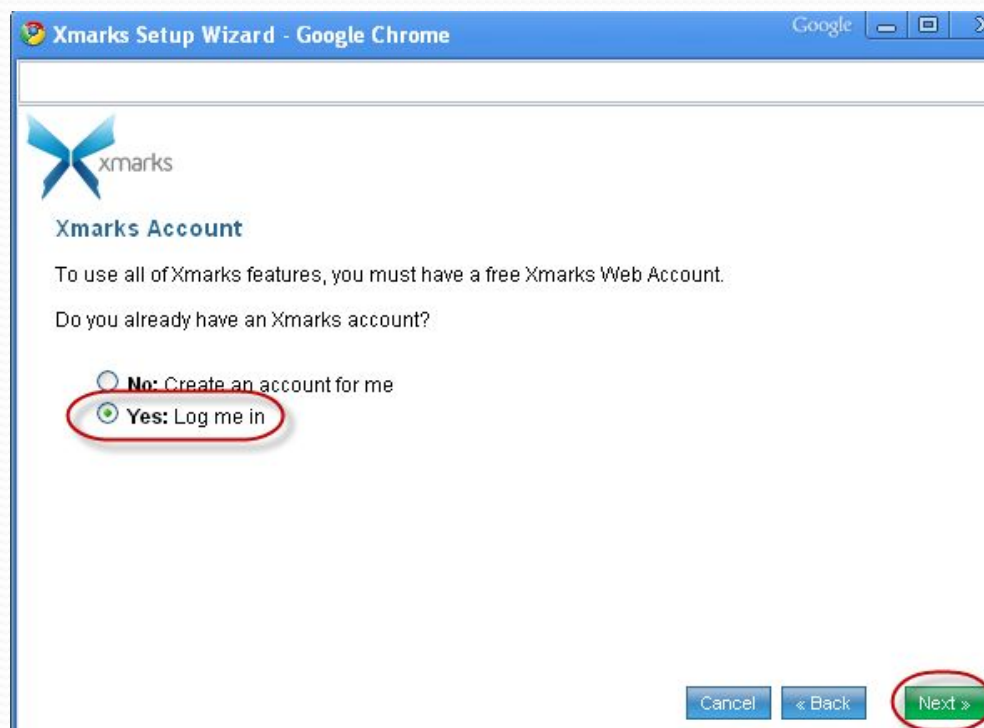 Xmarks Setup Wizard - Google Chrome
Google
xmarks
Xmarks Account
To use all of Xmarks features, you must have a free Xmarks Web Account.
Do you already have an Xmarks account?
No: Create an account for me
Yes: Log me in
Cancel « Back Next »